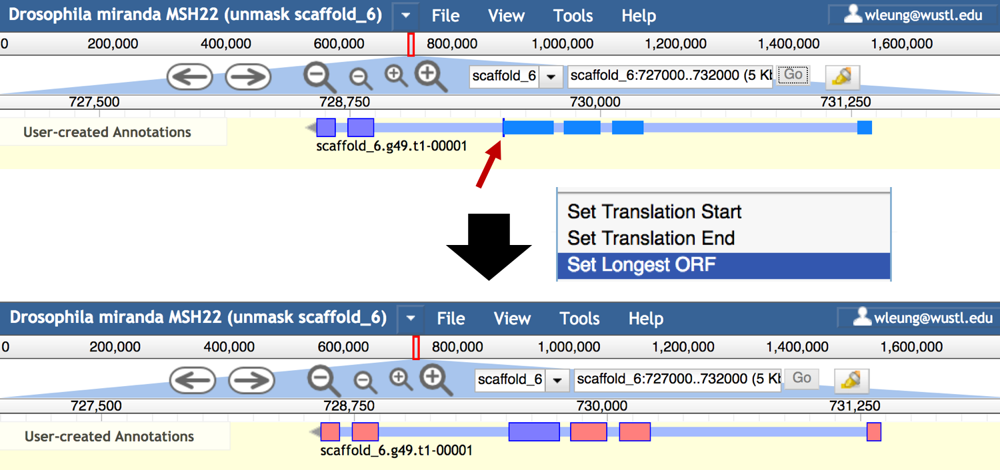 Drosophila miranda MSH22 (unmask scaffold_6) File View Tools Help wleung@wustl.edu
0 200,000 400,000 600,000 800,000 1,000,000 1,200,000 1,400,000 1,600,000
scaffold_6 scaffold_6:727000..732000 (5 Kb Go
727,500 728,750 730,000 731,250
User-created Annotations
scaffold_6.g49.t1-00001
Set Translation Start
Set Translation End
Set Longest ORF
Drosophila miranda MSH22 (unmask scaffold_6) File View Tools Help wleung@wustl.edu
0 200,000 400,000 600,000 800,000 1,000,000 1,200,000 1,400,000 1,600,000
scaffold_6 scaffold_6:727000..732000 (5 Kb Go
727,500 728,750 730,000 731,250
User-created Annotations
scaffold_6.g49.t1-00001